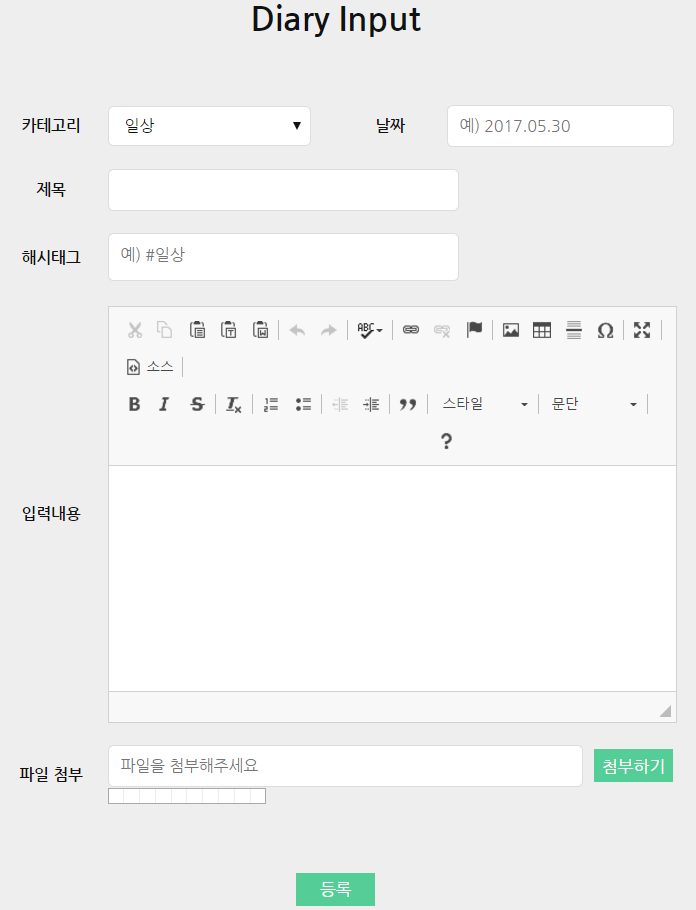 Diary Input
카테고리 일상 날짜 예) 2017.05.30
제목
해시태그 예) #일상
ABC
소스
B I S Tx 스타일 문단
?
입력내용
파일 첨부 파일을 첨부해주세요 첨부하기
등록